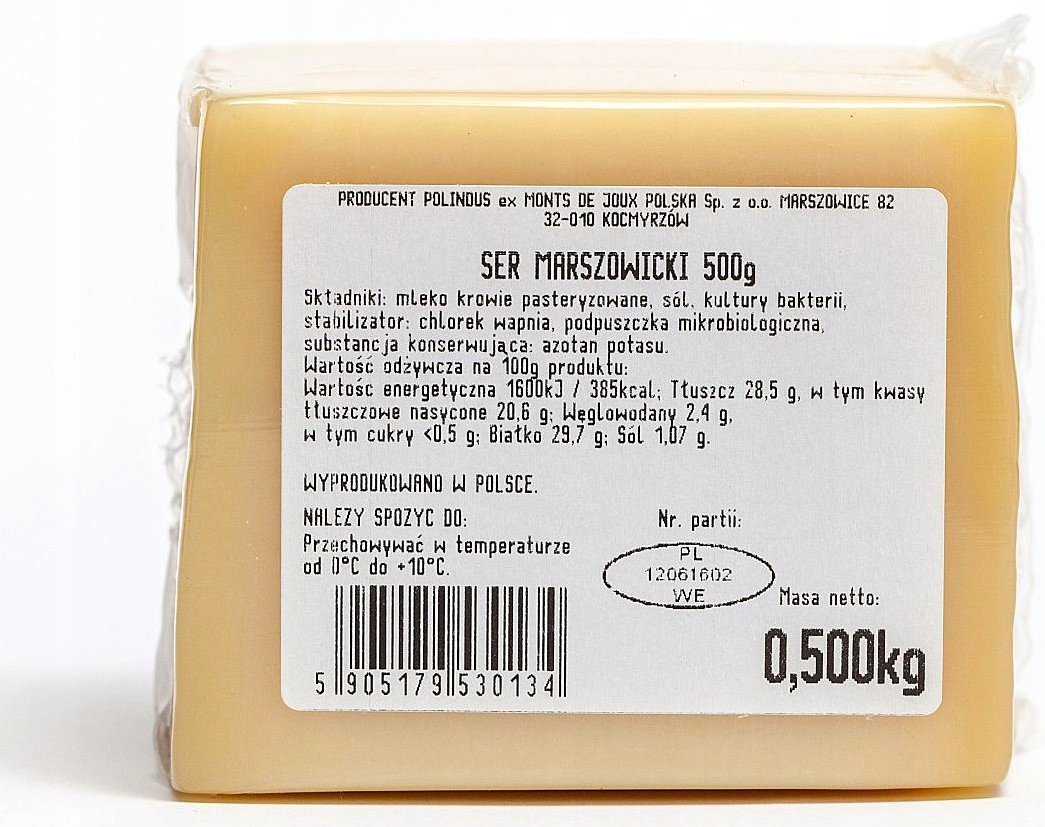 PRODUCENT POLINDUS ex MONTS DE JOUX POLSKA Sp. z o.o. MARSZOWICE 82
32-010 KOCMYRZÓW
SER MARSZOWICKI 500g
Składniki: mleko krowie pasteryzowane, sól, kultury bakterii,
stabilizator: chlorek wapnia, podpuszczka mikrobiologiczna,
substancja konserwująca: azotan potasu.
Wartość odżywcza na 100g produktu:
Wartość energetyczna 1600kJ / 385kcal; Tłuszcz 28,5 g, w tym kwasy
tłuszczowe nasycone 20,6 g; Węglowodany 2,4 g,
w tym cukry <0,5 g; Białko 29,7 g; Sól 1,07 g.
WYPRODUKOWANO W POLSCE.
NALEZY SPOZYC DO:
Nr. partii:
Przechowywać w temperaturze
od 0°C do +10°C.
PL
12061602
WE
Masa netto:
0,500kg
5 905179 530134